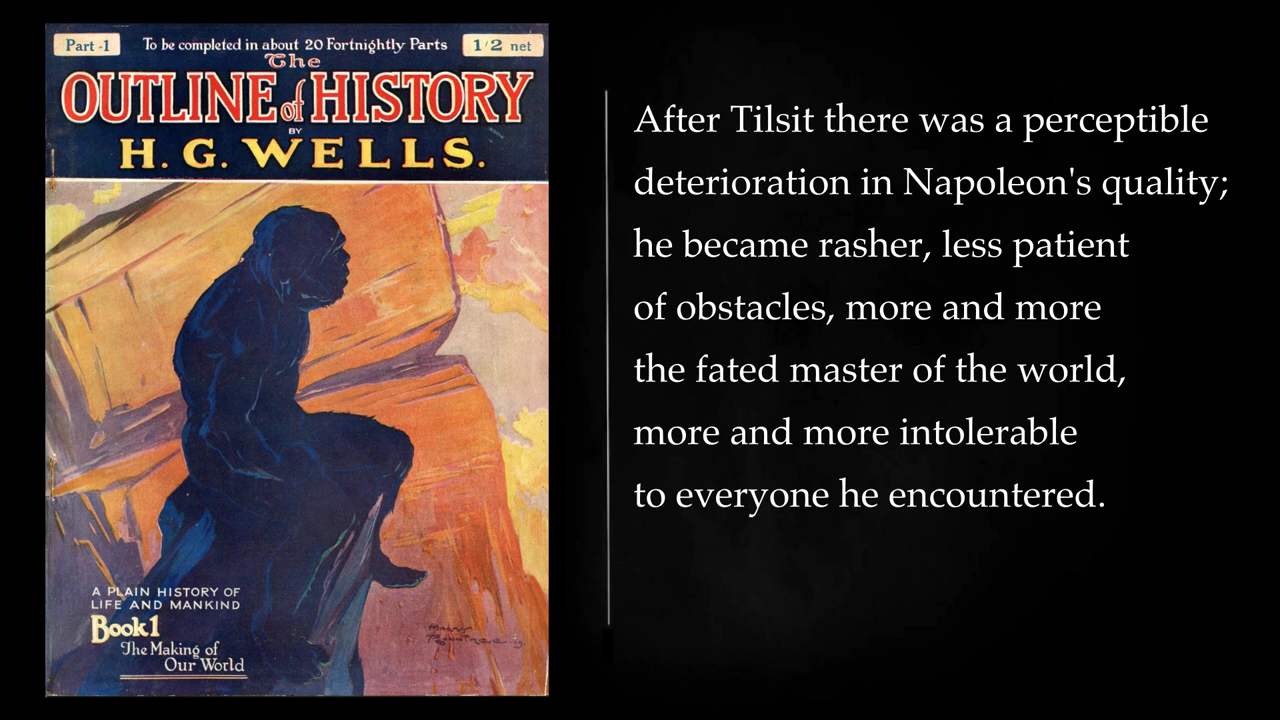 Part -1
To be completed in about 20 Fortnightly Parts
1/2 net
The
OUTLINE of HISTORY
BY
H. G. WELLS.
After Tilsit there was a perceptible
deterioration in Napoleon's quality;
he became rasher, less patient
of obstacles, more and more
the fated master of the world,
more and more intolerable
to everyone he encountered.
A PLAIN HISTORY OF
LIFE AND MANKIND
Book 1
The Making of
Our World